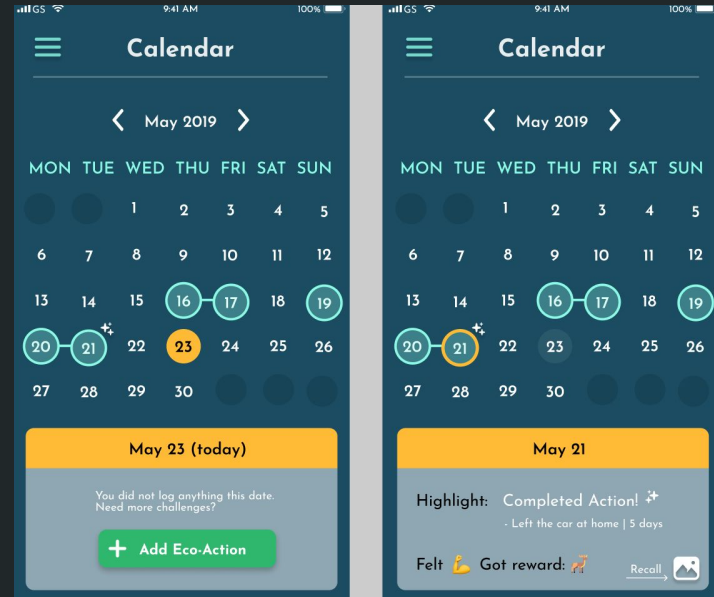 GS 9:41 AM 100%
Calendar
May 2019
MON TUE WED THU FRI SAT SUN
1 2 3 4 5
6 7 8 9 10 11 12
13 14 15 16 17 18 19
20 21 22 23 24 25 26
27 28 29 30
May 23 (today)
You did not log anything this date.
Need more challenges?
+ Add Eco-Action
GS 9:41 AM 100%
Calendar
May 2019
MON TUE WED THU FRI SAT SUN
1 2 3 4 5
6 7 8 9 10 11 12
13 14 15 16 17 18 19
20 21 22 23 24 25 26
27 28 29 30
May 21
Highlight: Completed Action!
- Left the car at home | 5 days
Felt 💪 Got reward: 🦒
Recall